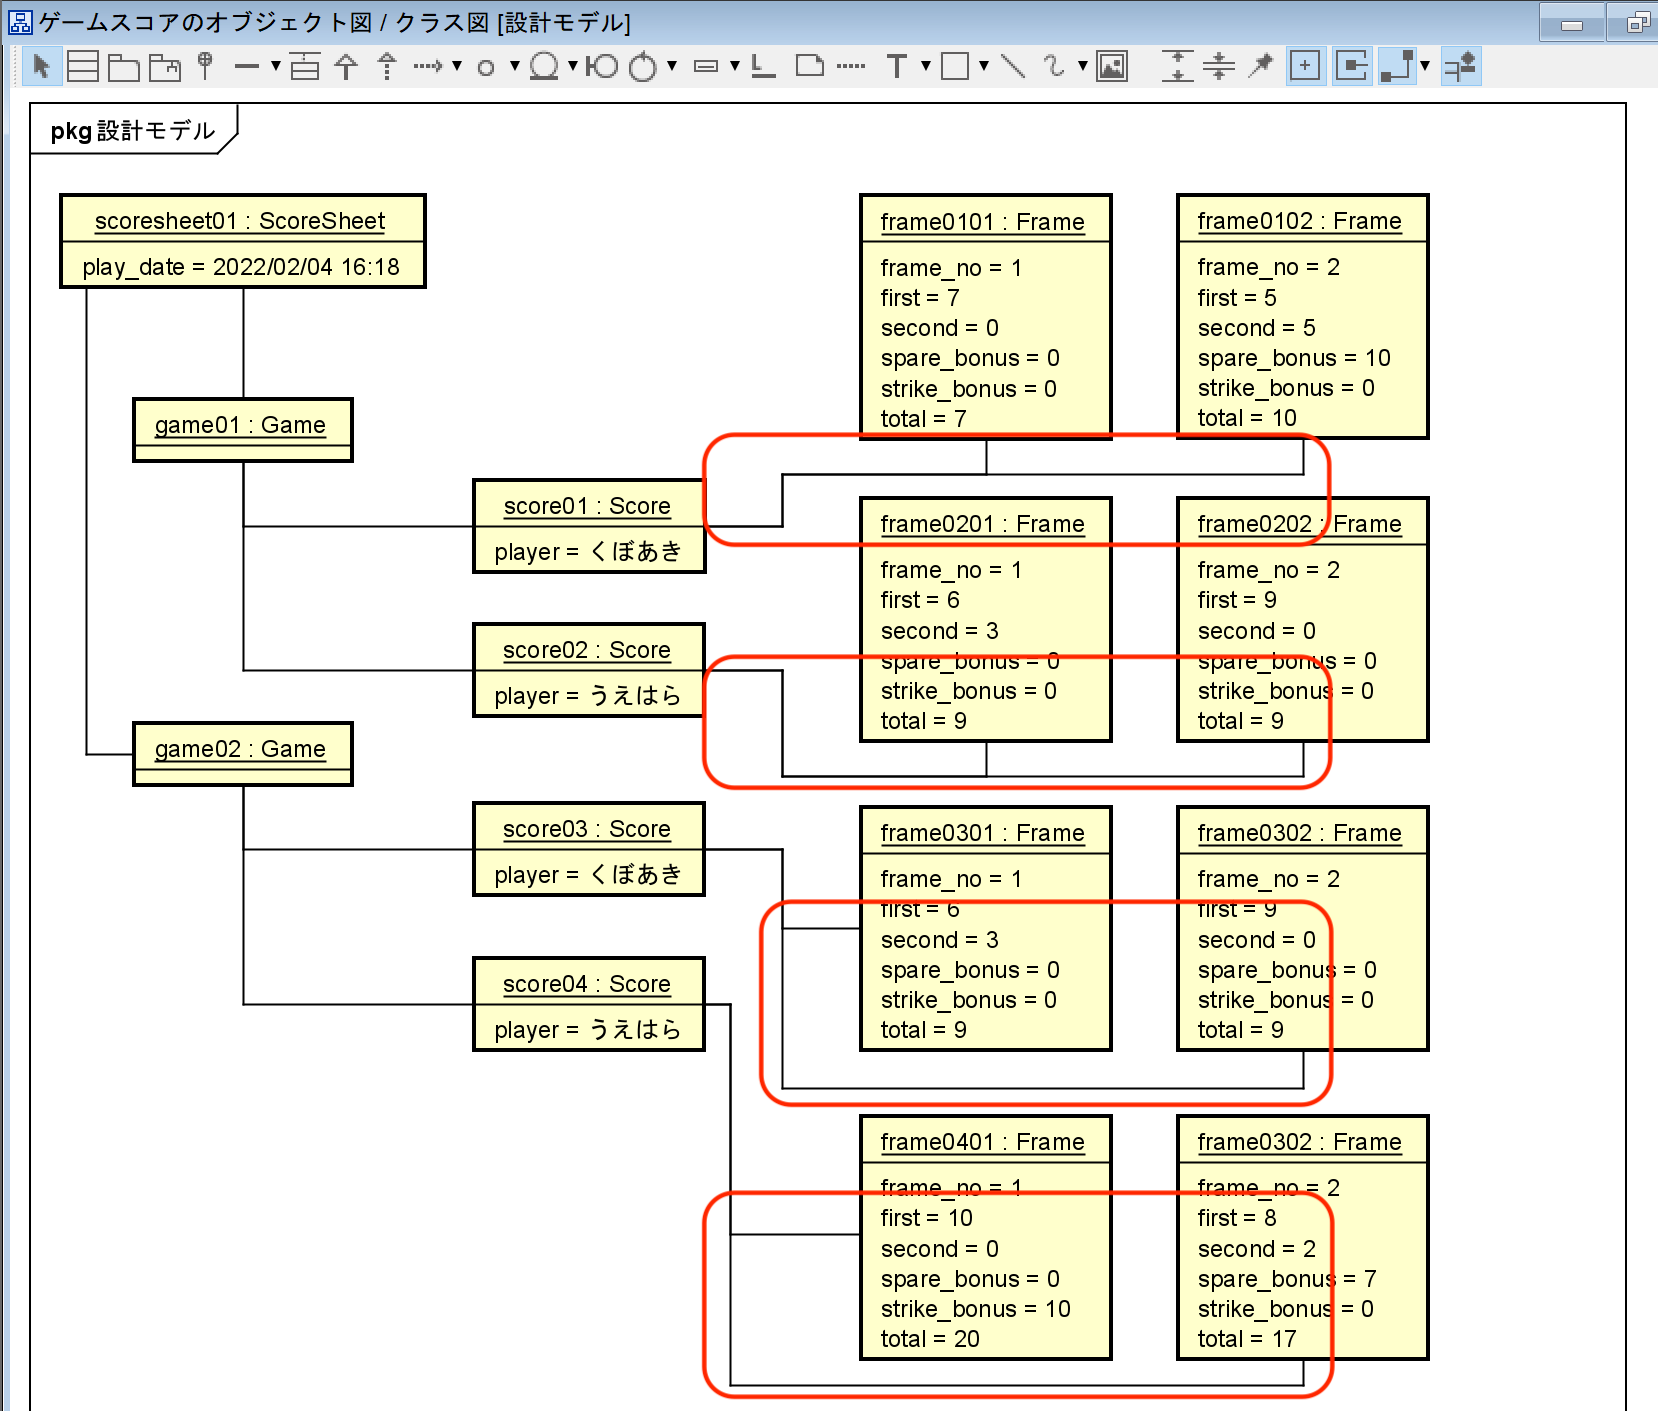 ゲームスコアのオブジェクト図 / クラス図 [設計モデル]
pkg 設計モデル
scoresheet01 : ScoreSheet
play_date = 2022/02/04 16:18
frame0101 : Frame
frame_no = 1
first = 7
second = 0
spare_bonus = 0
strike_bonus = 0
total = 7
frame0102 : Frame
frame_no = 2
first = 5
second = 5
spare_bonus = 10
strike_bonus = 0
total = 10
game01 : Game
score01 : Score
player = くぼあき
frame0201 : Frame
frame_no = 1
first = 6
second = 3
spare_bonus = 0
strike_bonus = 0
total = 9
frame0202 : Frame
frame_no = 2
first = 9
second = 0
spare_bonus = 0
strike_bonus = 0
total = 9
score02 : Score
player = うえはら
game02 : Game
score03 : Score
player = くぼあき
frame0301 : Frame
frame_no = 1
first = 6
second = 3
spare_bonus = 0
strike_bonus = 0
total = 9
frame0302 : Frame
frame_no = 2
first = 9
second = 0
spare_bonus = 0
strike_bonus = 0
total = 9
score04 : Score
player = うえはら
frame0401 : Frame
frame_no = 1
first = 10
second = 0
spare_bonus = 0
strike_bonus = 10
total = 20
frame0302 : Frame
frame_no = 2
first = 8
second = 2
spare_bonus = 7
strike_bonus = 0
total = 17